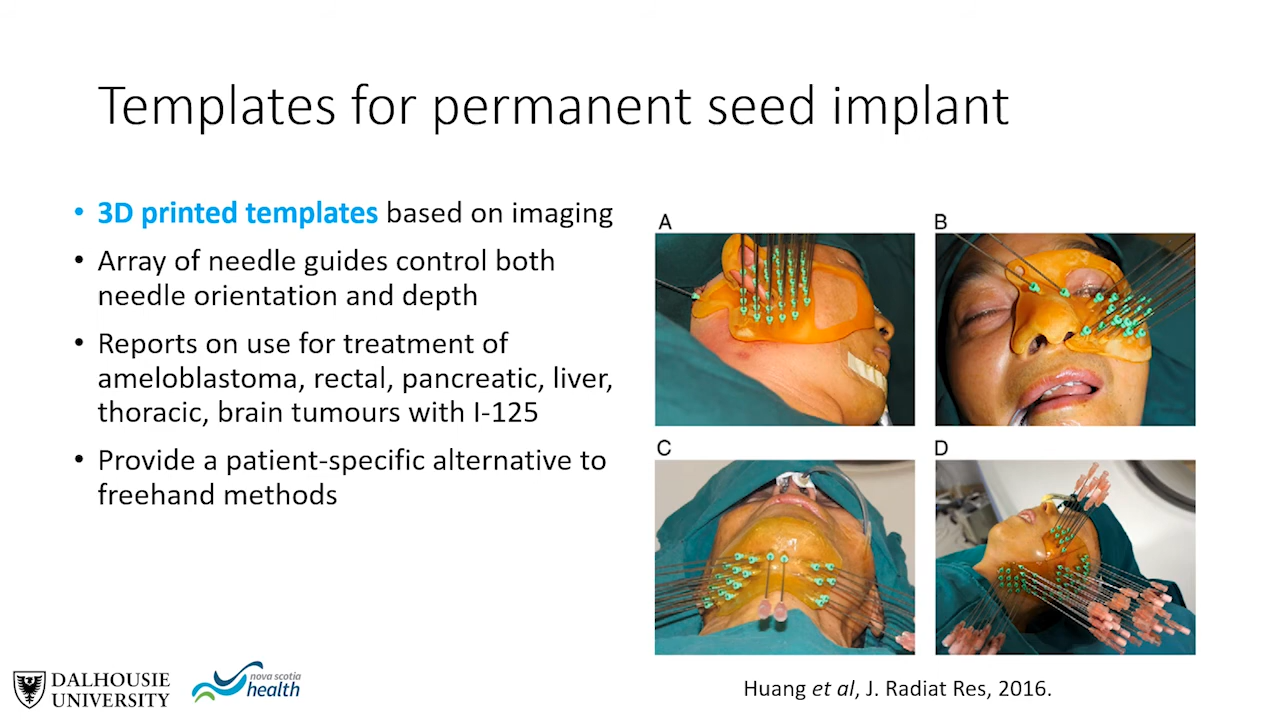 Templates for permanent seed implant
• 3D printed templates based on imaging
• Array of needle guides control both
needle orientation and depth
• Reports on use for treatment of
ameloblastoma, rectal, pancreatic, liver,
thoracic, brain tumours with I-125
• Provide a patient-specific alternative to
freehand methods
A
B
C
D
Huang et al, J. Radiat Res, 2016.
DALHOUSIE
UNIVERSITY
nova scotia
health